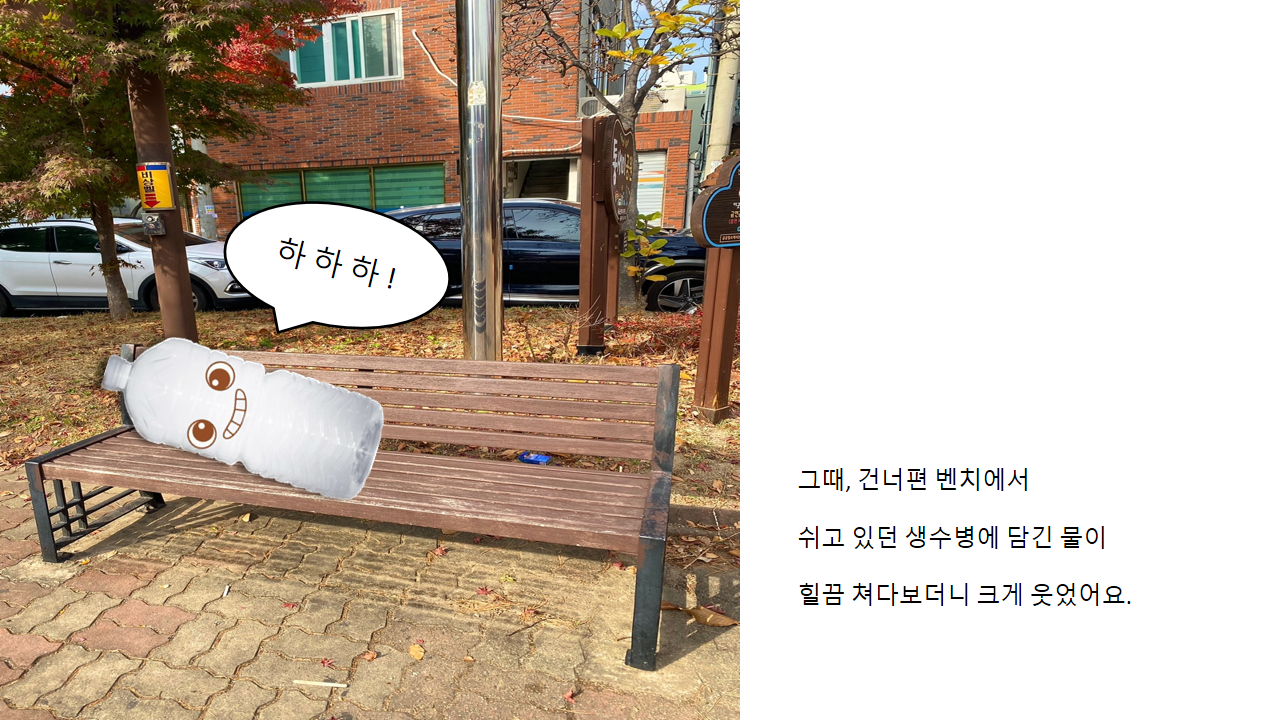 비상벨
하 하 하 !
그때, 건너편 벤치에서
쉬고 있던 생수병에 담긴 물이
힐끔 쳐다보더니 크게 웃었어요.